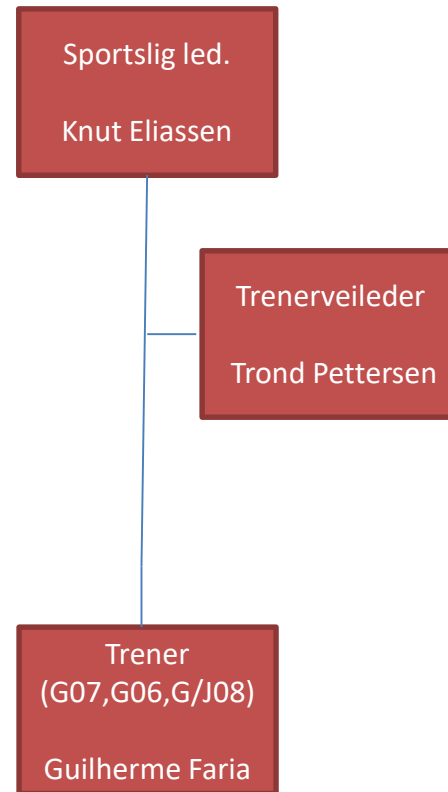 Sportslig led.
Knut Eliassen
Trenerveileder
Trond Pettersen
Trener
(G07,G06,G/J08)
Guilherme Faria